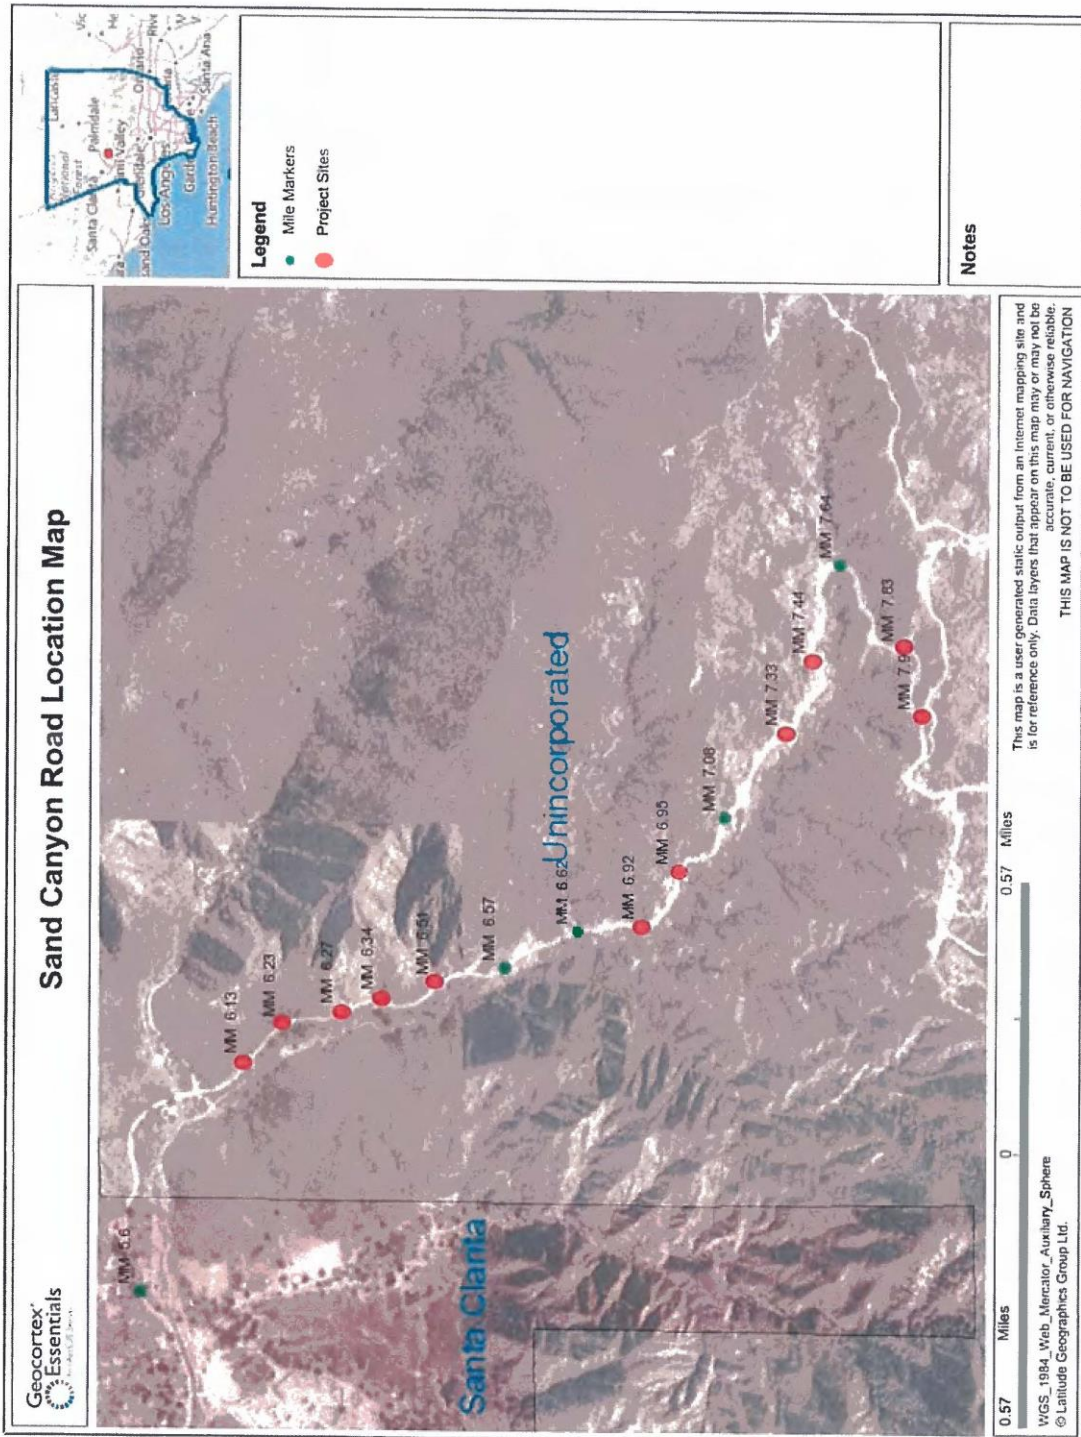 Geocortex
Essentials
Sand Canyon Road Location Map
Lancaster
National
Forest
Palmdale
Santa Clarita
Ontario
Los Angeles
Santa Ana
Huntington Beach
Legend
Mile Markers
Project Sites
Notes
Santa Clarita
Unincorporated
MM 5.6
MM 6.13
MM 6.23
MM 6.27
MM 6.34
MM 6.51
MM 6.57
MM 6.62
MM 6.92
MM 6.95
MM 7.08
MM 7.33
MM 7.44
MM 7.64
MM 7.83
MM 7.9
0.57 Miles 0 0.57 Miles
WGS_1984_Web_Mercator_Auxiliary_Sphere
© Latitude Geographics Group Ltd.
This map is a user generated static output from an Internet mapping site and
is for reference only. Data layers that appear on this map may or may not be
accurate, current, or otherwise reliable.
THIS MAP IS NOT TO BE USED FOR NAVIGATION